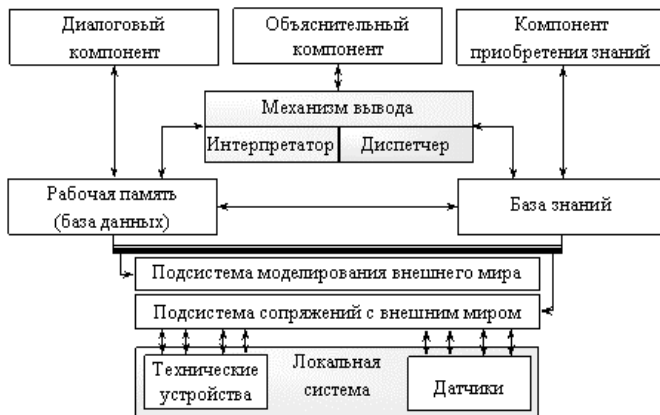 Диалоговый
компонент
Объяснительный
компонент
Компонент
приобретения знаний
Механизм вывода
Интерпретатор
Диспетчер
Рабочая память
(база данных)
База знаний
Подсистема моделирования внешнего мира
Подсистема сопряжений с внешним миром
Технические
устройства
Локальная
система
Датчики